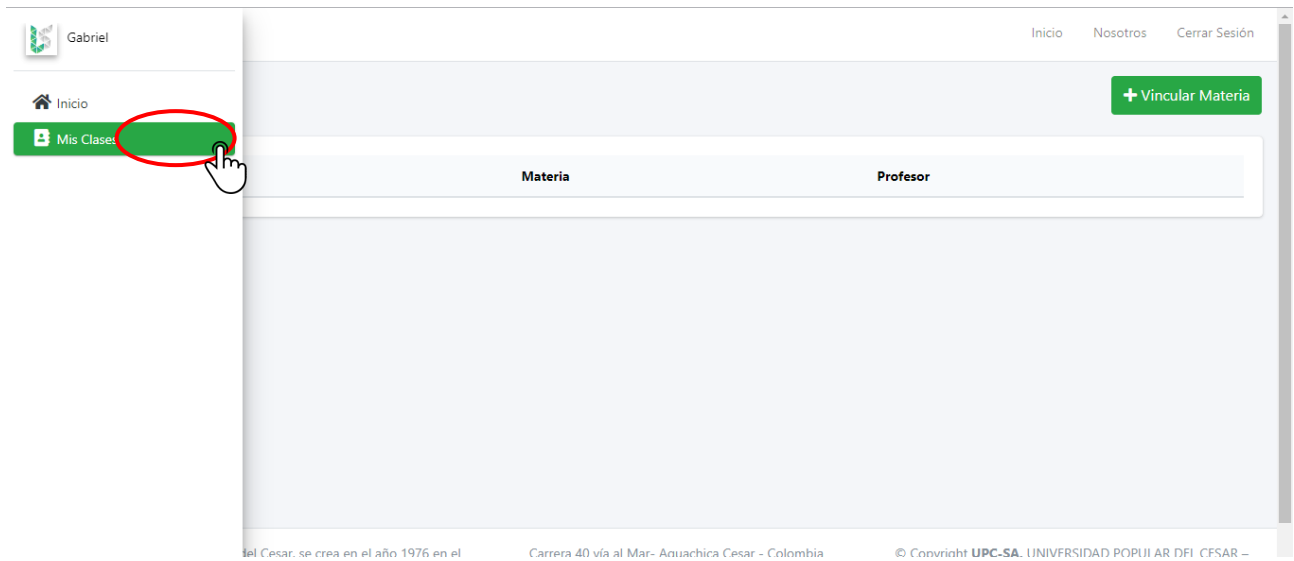 Gabriel
Inicio Nosotros Cerrar Sesión
Inicio
Vincular Materia
Mis Clases
Materia Profesor
del Cesar, se crea en el año 1976 en el
Carrera 40 vía al Mar- Aguachica Cesar - Colombia
© Copyright UPC-SA. UNIVERSIDAD POPULAR DEL CESAR –